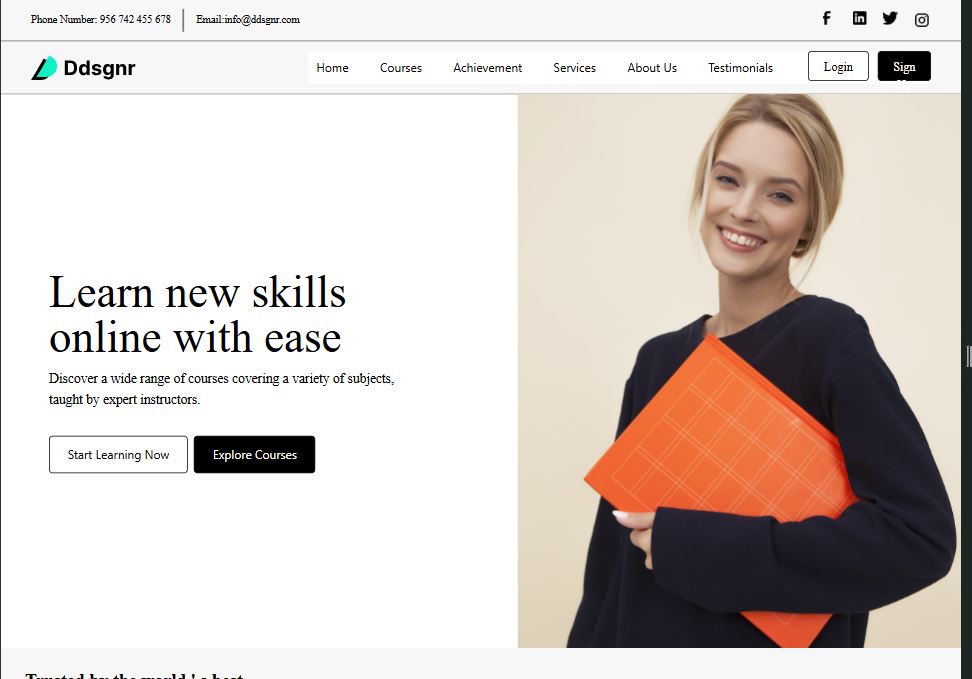 Phone Number: 956 742 455 678
Email:info@ddsgnr.com
Ddsgnr
Home
Courses
Achievement
Services
About Us
Testimonials
Login
Sign
Learn new skills
online with ease
Discover a wide range of courses covering a variety of subjects,
taught by expert instructors.
Start Learning Now
Explore Courses
Trusted by the world ' s best